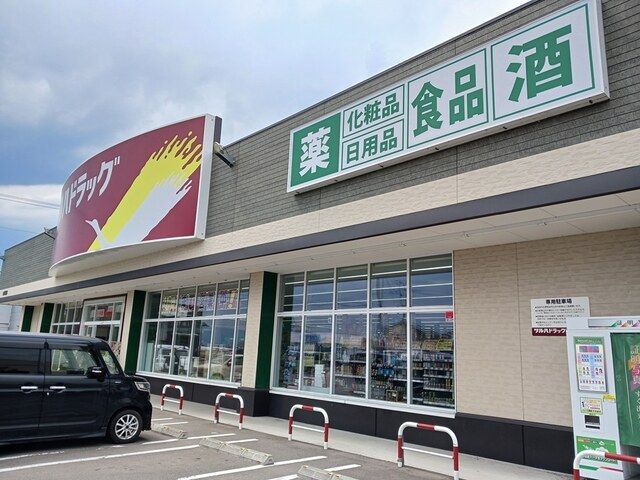 ハドラッグ
薬
化粧品
日用品
食品
酒
専用駐車場
ツルハドラッグ